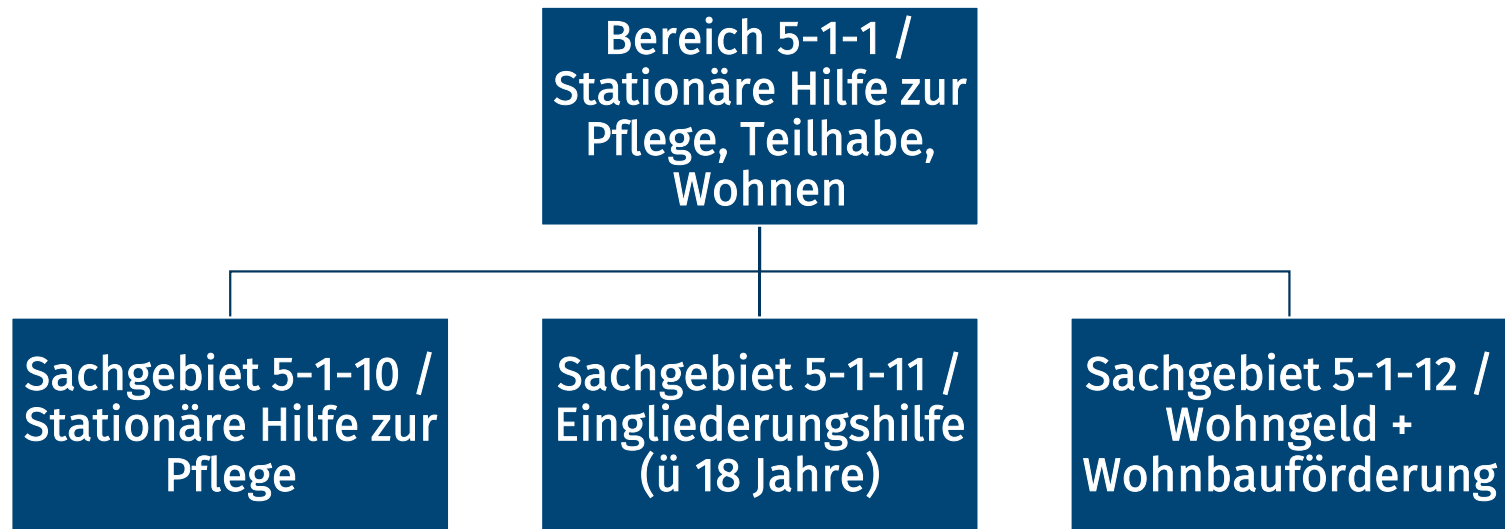 Bereich 5-1-1 /
Stationäre Hilfe zur
Pflege, Teilhabe,
Wohnen
Sachgebiet 5-1-10 /
Stationäre Hilfe zur
Pflege
Sachgebiet 5-1-11 /
Eingliederungshilfe
(ü 18 Jahre)
Sachgebiet 5-1-12 /
Wohngeld +
Wohnbauförderung